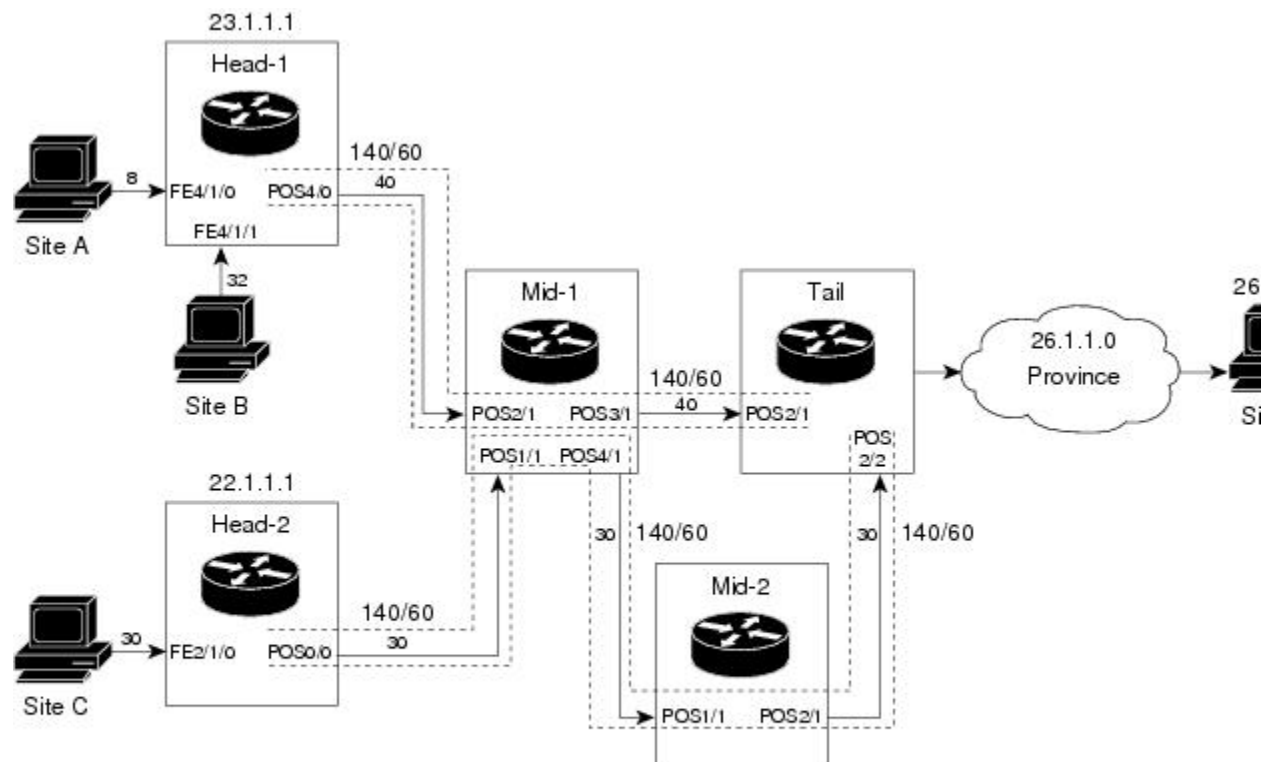 23.1.1.1
Head-1
140/60
40
8
FE4/1/0
POS4/0
FE4/1/1
Site A
32
Site B
Mid-1
Tail
26
26.1.1.0
Province
140/60
POS2/1
POS3/1
40
POS2/1
Si
POS1/1
POS4/1
POS
2/2
22.1.1.1
Head-2
30
140/60
30
140/60
Mid-2
140/60
30
FE2/1/0
POS0/0
30
Site C
POS1/1
POS2/1